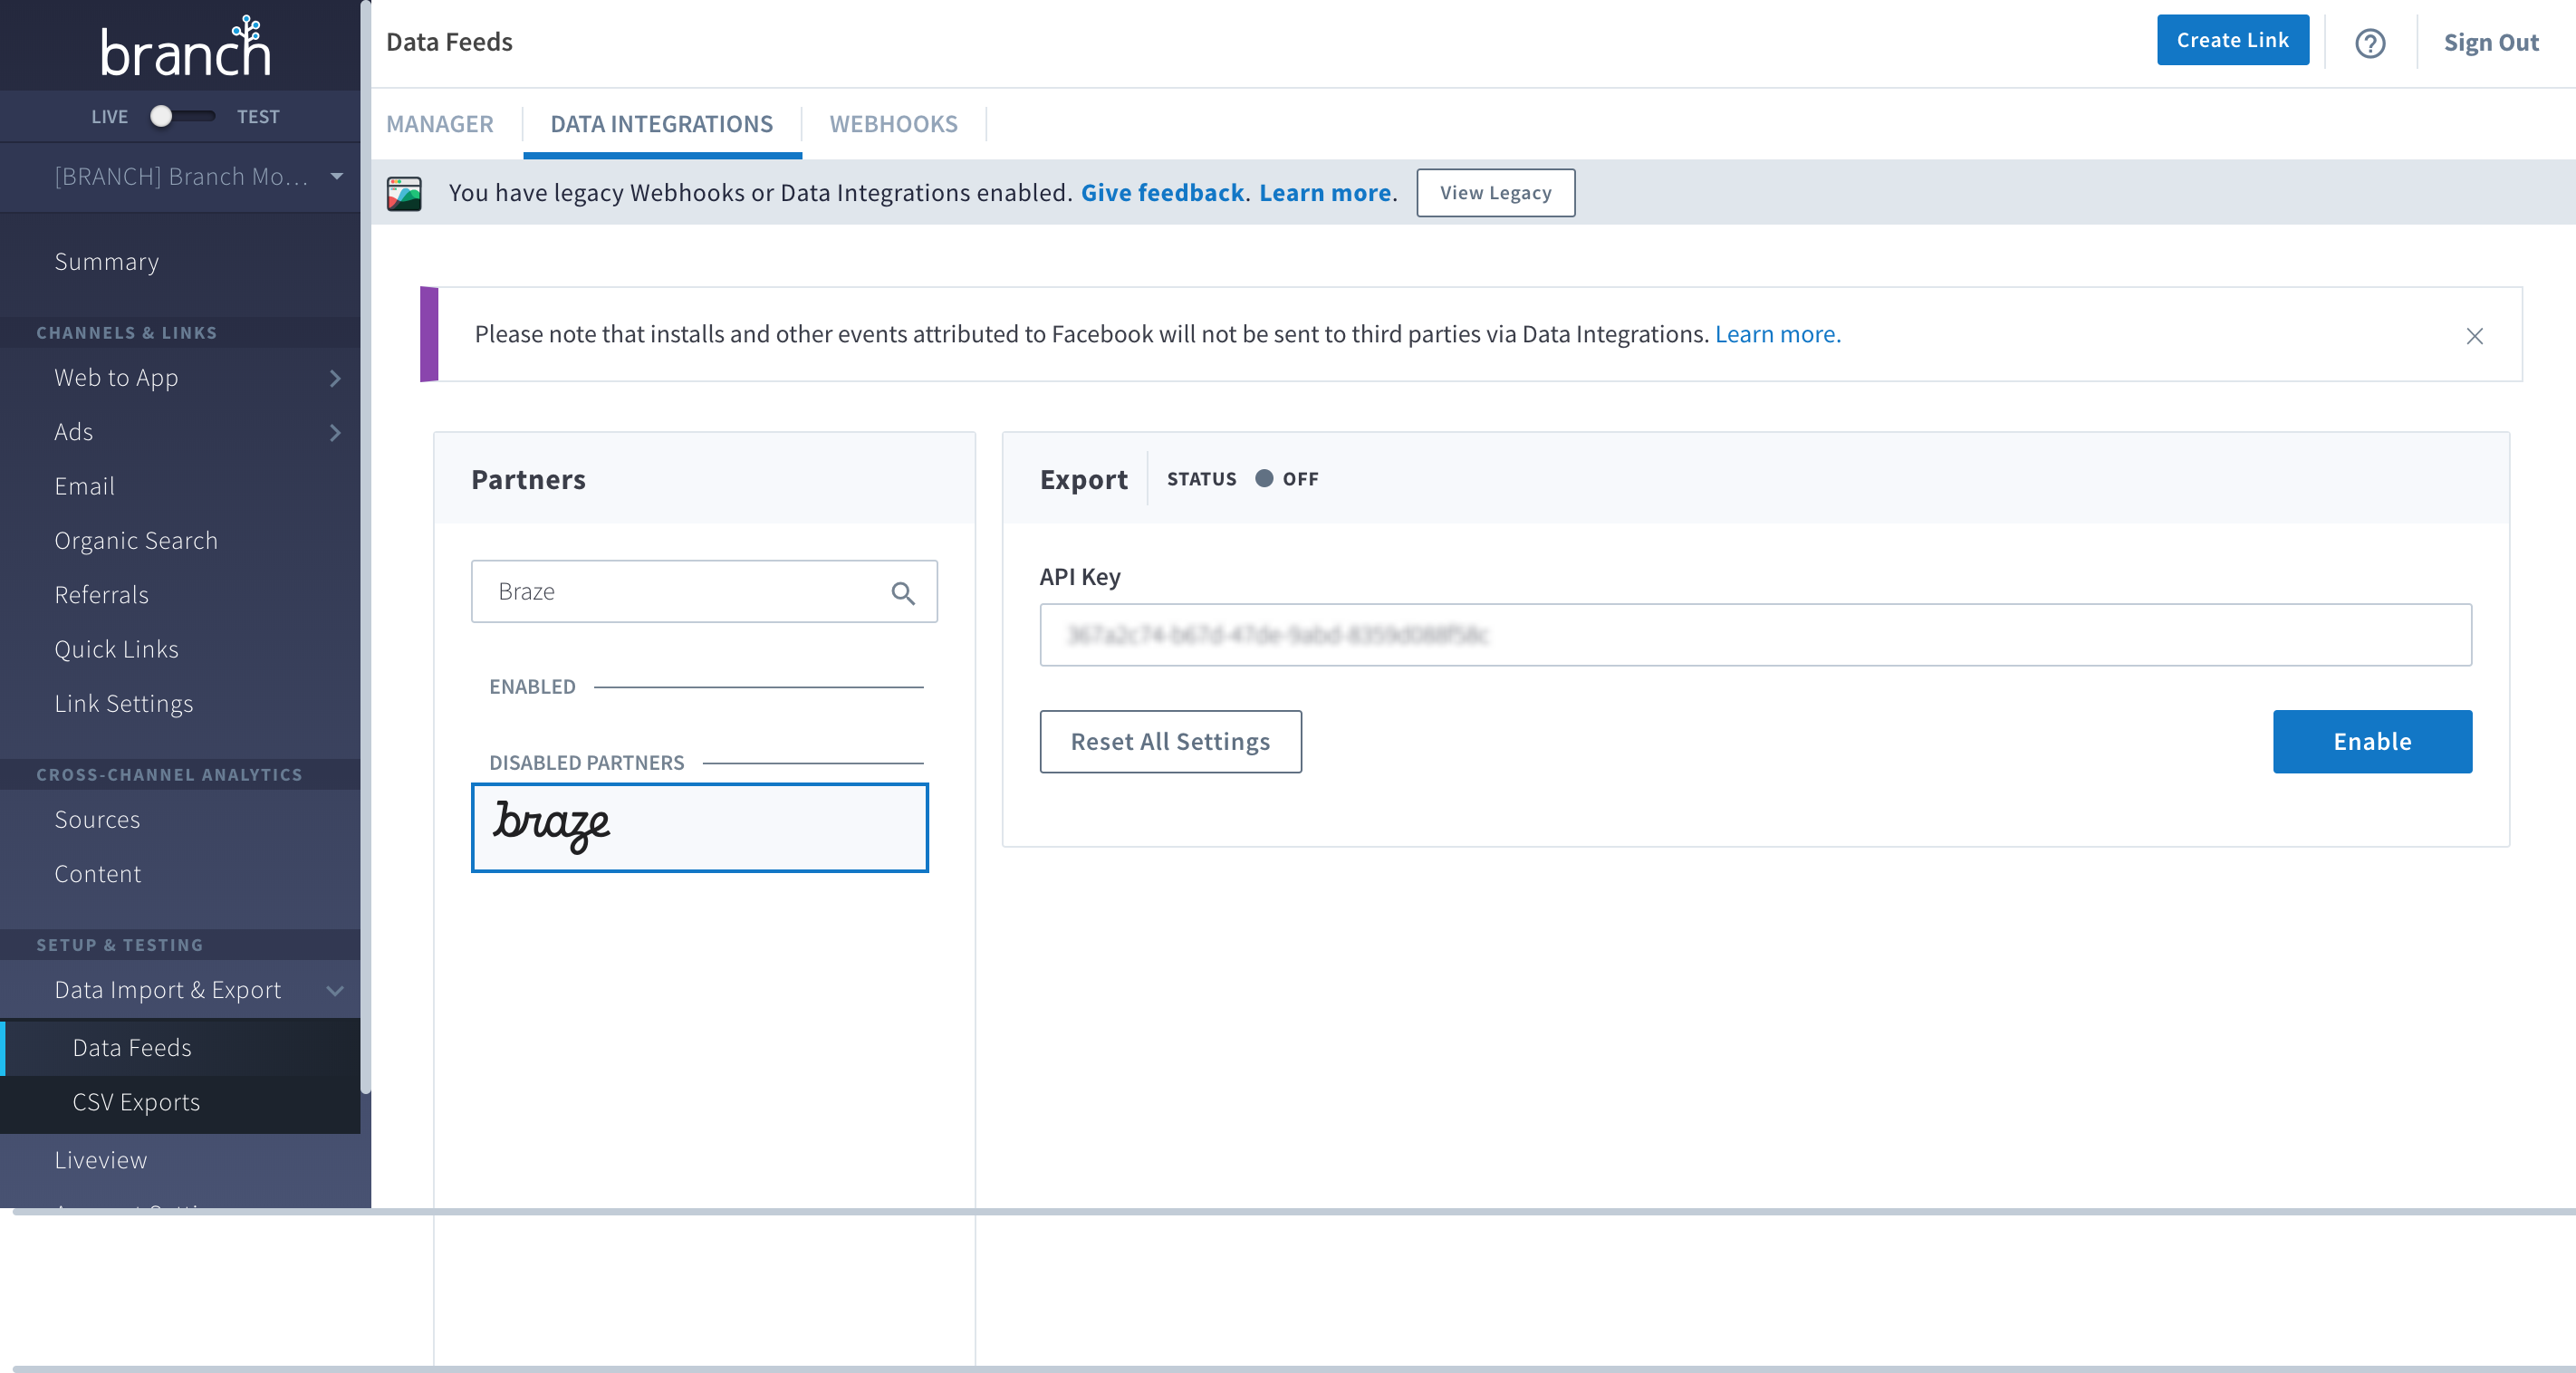 branch
LIVE TEST
[BRANCH] Branch Mo...
Summary
CHANNELS & LINKS
Web to App
Ads
Email
Organic Search
Referrals
Quick Links
Link Settings
CROSS-CHANNEL ANALYTICS
Sources
Content
SETUP & TESTING
Data Import & Export
Data Feeds
CSV Exports
Liveview
Data Feeds
Create Link
?
Sign Out
MANAGER
DATA INTEGRATIONS
WEBHOOKS
You have legacy Webhooks or Data Integrations enabled. Give feedback. Learn more.
View Legacy
Please note that installs and other events attributed to Facebook will not be sent to third parties via Data Integrations. Learn more.
Partners
Braze
ENABLED
DISABLED PARTNERS
braze
Export
STATUS OFF
API Key
Reset All Settings
Enable